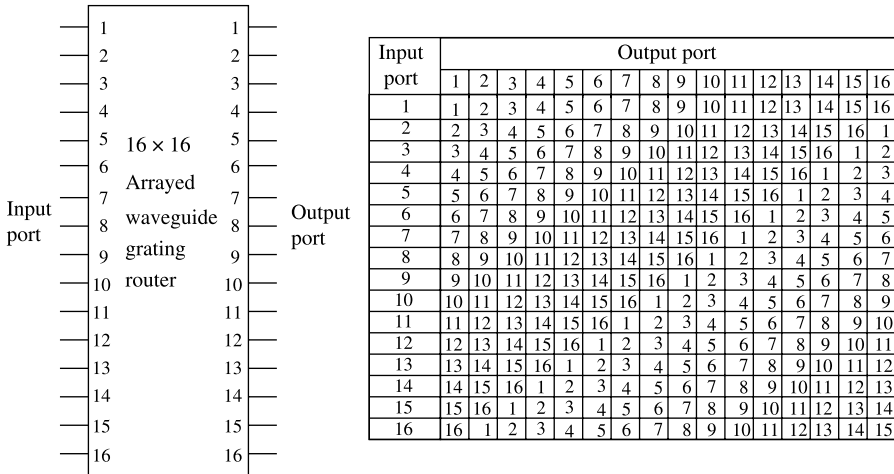 1 1
2 2
3 3
4 4
5 5
16 × 16
6 6
Arrayed
7 7
Input
port
waveguide
8 8
Output
port
grating
9 9
router
10 10
11 11
12 12
13 13
14 14
15 15
16 16
Input port
Output port
1 2 3 4 5 6 7 8 9 10 11 12 13 14 15 16
1 1 2 3 4 5 6 7 8 9 10 11 12 13 14 15 16
2 2 3 4 5 6 7 8 9 10 11 12 13 14 15 16 1
3 3 4 5 6 7 8 9 10 11 12 13 14 15 16 1 2
4 4 5 6 7 8 9 10 11 12 13 14 15 16 1 2 3
5 5 6 7 8 9 10 11 12 13 14 15 16 1 2 3 4
6 6 7 8 9 10 11 12 13 14 15 16 1 2 3 4 5
7 7 8 9 10 11 12 13 14 15 16 1 2 3 4 5 6
8 8 9 10 11 12 13 14 15 16 1 2 3 4 5 6 7
9 9 10 11 12 13 14 15 16 1 2 3 4 5 6 7 8
10 10 11 12 13 14 15 16 1 2 3 4 5 6 7 8 9
11 11 12 13 14 15 16 1 2 3 4 5 6 7 8 9 10
12 12 13 14 15 16 1 2 3 4 5 6 7 8 9 10 11
13 13 14 15 16 1 2 3 4 5 6 7 8 9 10 11 12
14 14 15 16 1 2 3 4 5 6 7 8 9 10 11 12 13
15 15 16 1 2 3 4 5 6 7 8 9 10 11 12 13 14
16 16 1 2 3 4 5 6 7 8 9 10 11 12 13 14 15